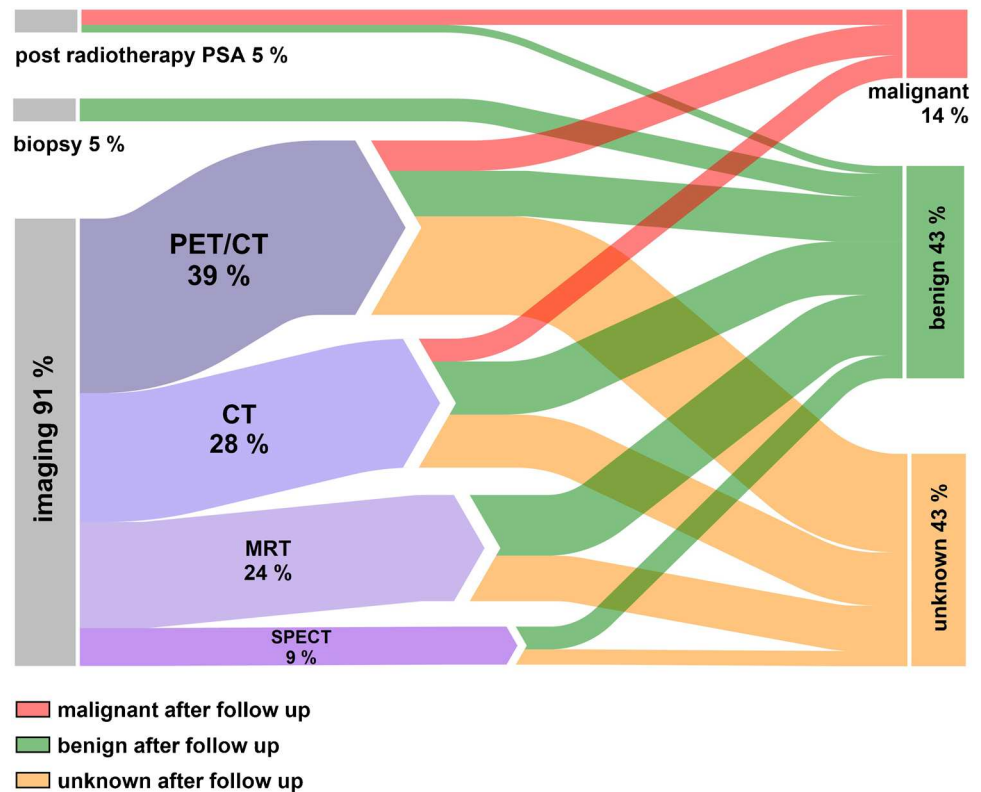 post radiotherapy PSA 5 %
malignant
14 %
biopsy 5 %
PET/CT
39 %
benign 43 %
imaging 91 %
CT
28 %
unknown 43 %
MRT
24 %
SPECT
9 %
malignant after follow up
benign after follow up
unknown after follow up